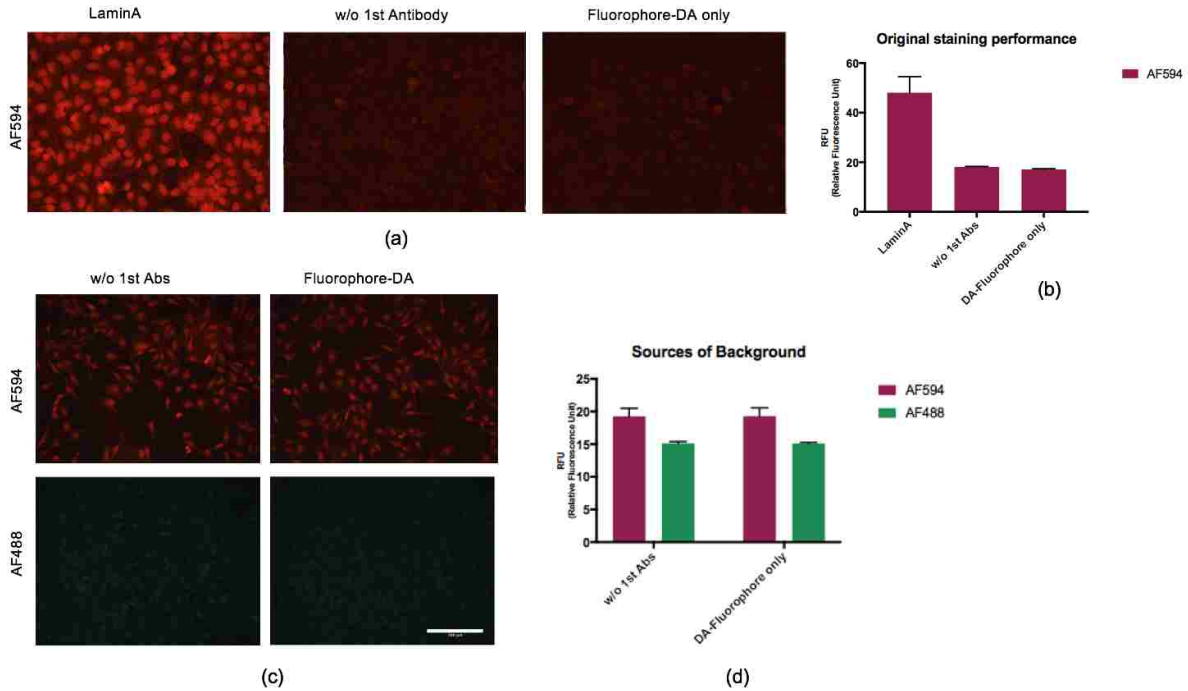 LaminA
w/o 1st Antibody
Fluorophore-DA only
AF594
(a)
Original staining performance
RFU
(Relative Fluorescence Unit)
60
40
20
0
LaminA
w/o 1st Abs
DA-Fluorophore only
AF594
(b)
w/o 1st Abs
Fluorophore-DA
AF594
AF488
(c)
Sources of Background
RFU
(Relative Fluorescence Unit)
25
20
15
10
5
0
w/o 1st Abs
DA-Fluorophore only
AF594
AF488
(d)